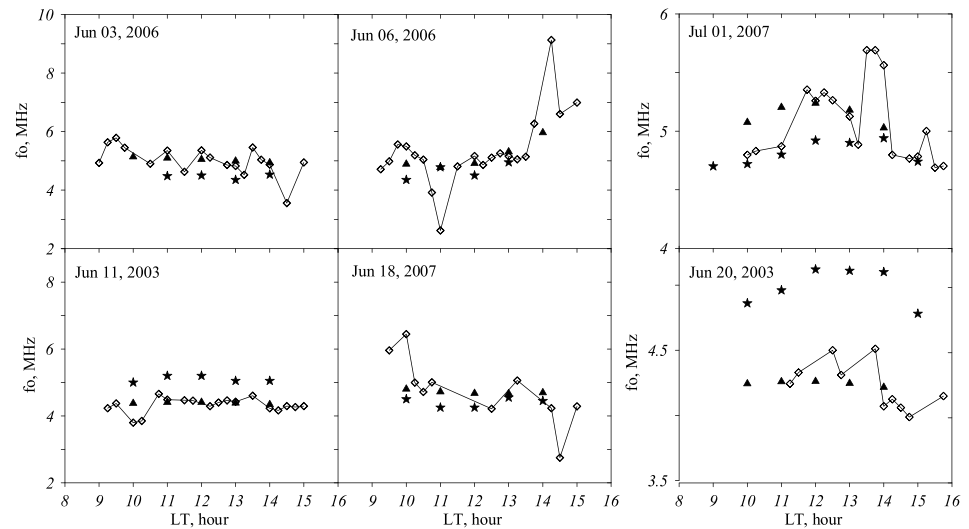 10
8
6
4
2
fo, MHz
Jun 03, 2006
Jun 06, 2006
6
5
4
fo, MHz
Jul 01, 2007
8
6
4
2
fo, MHz
Jun 11, 2003
Jun 18, 2007
4.5
3.5
fo, MHz
Jun 20, 2003
8 9 10 11 12 13 14 15 16
LT, hour
9 10 11 12 13 14 15 16
LT, hour
8 9 10 11 12 13 14 15 16
LT, hour